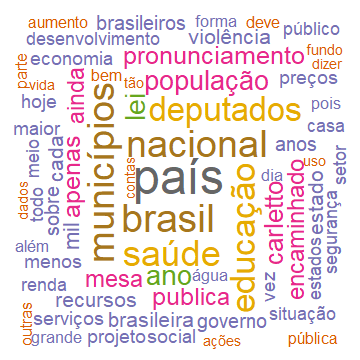 aumento brasileiros forma deve público
desenvolvimento violência fundo
parte economia pronunciamento dizer
vida bem tão população preços
hoje ainda lei deputados pois
maior municípios nacional casa
dados todo meio sobre cada apenas contas país anos
mil brasil educação dia carletto encaminhado uso setor
além saúde vez estados estado segurança
menos mesa ano água
renda publica situação
outras recursos governo
serviços brasileira
grande projeto social ações pública